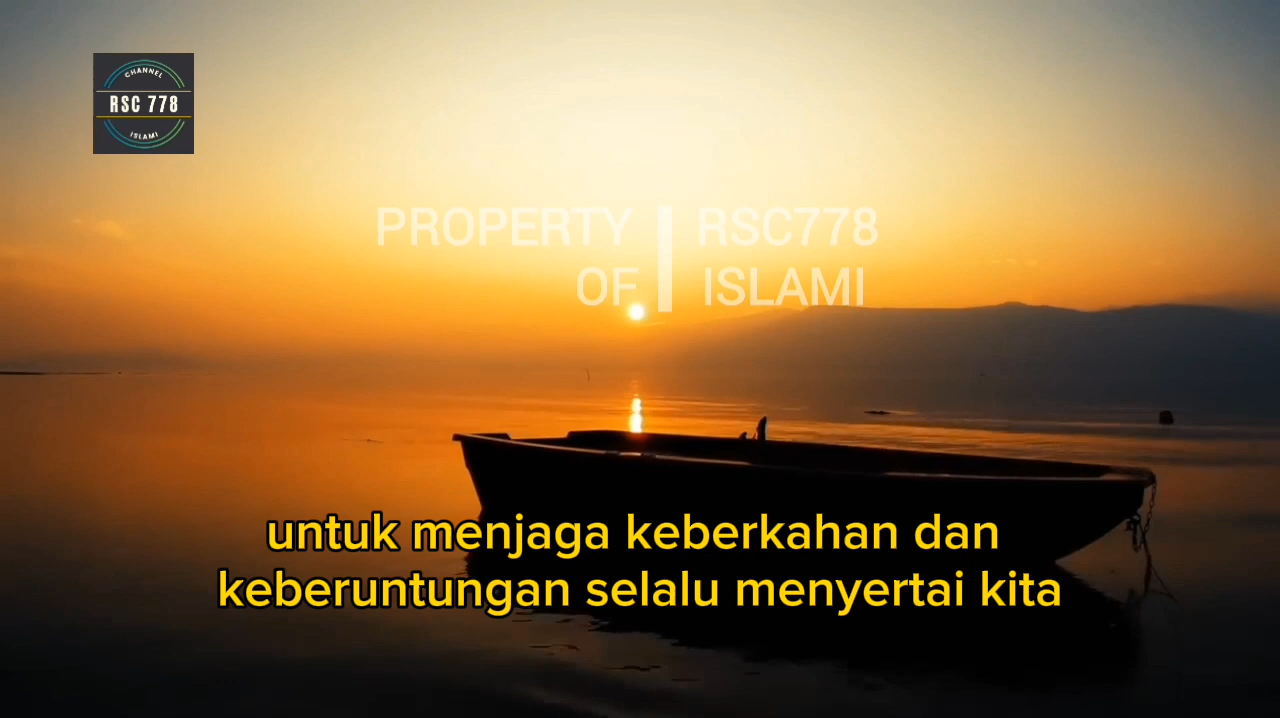 CHANNEL
RSC 778
ISLAMI
PROPERTY RSC778
OF ISLAMI
untuk menjaga keberkahan dan
keberuntungan selalu menyertai kita